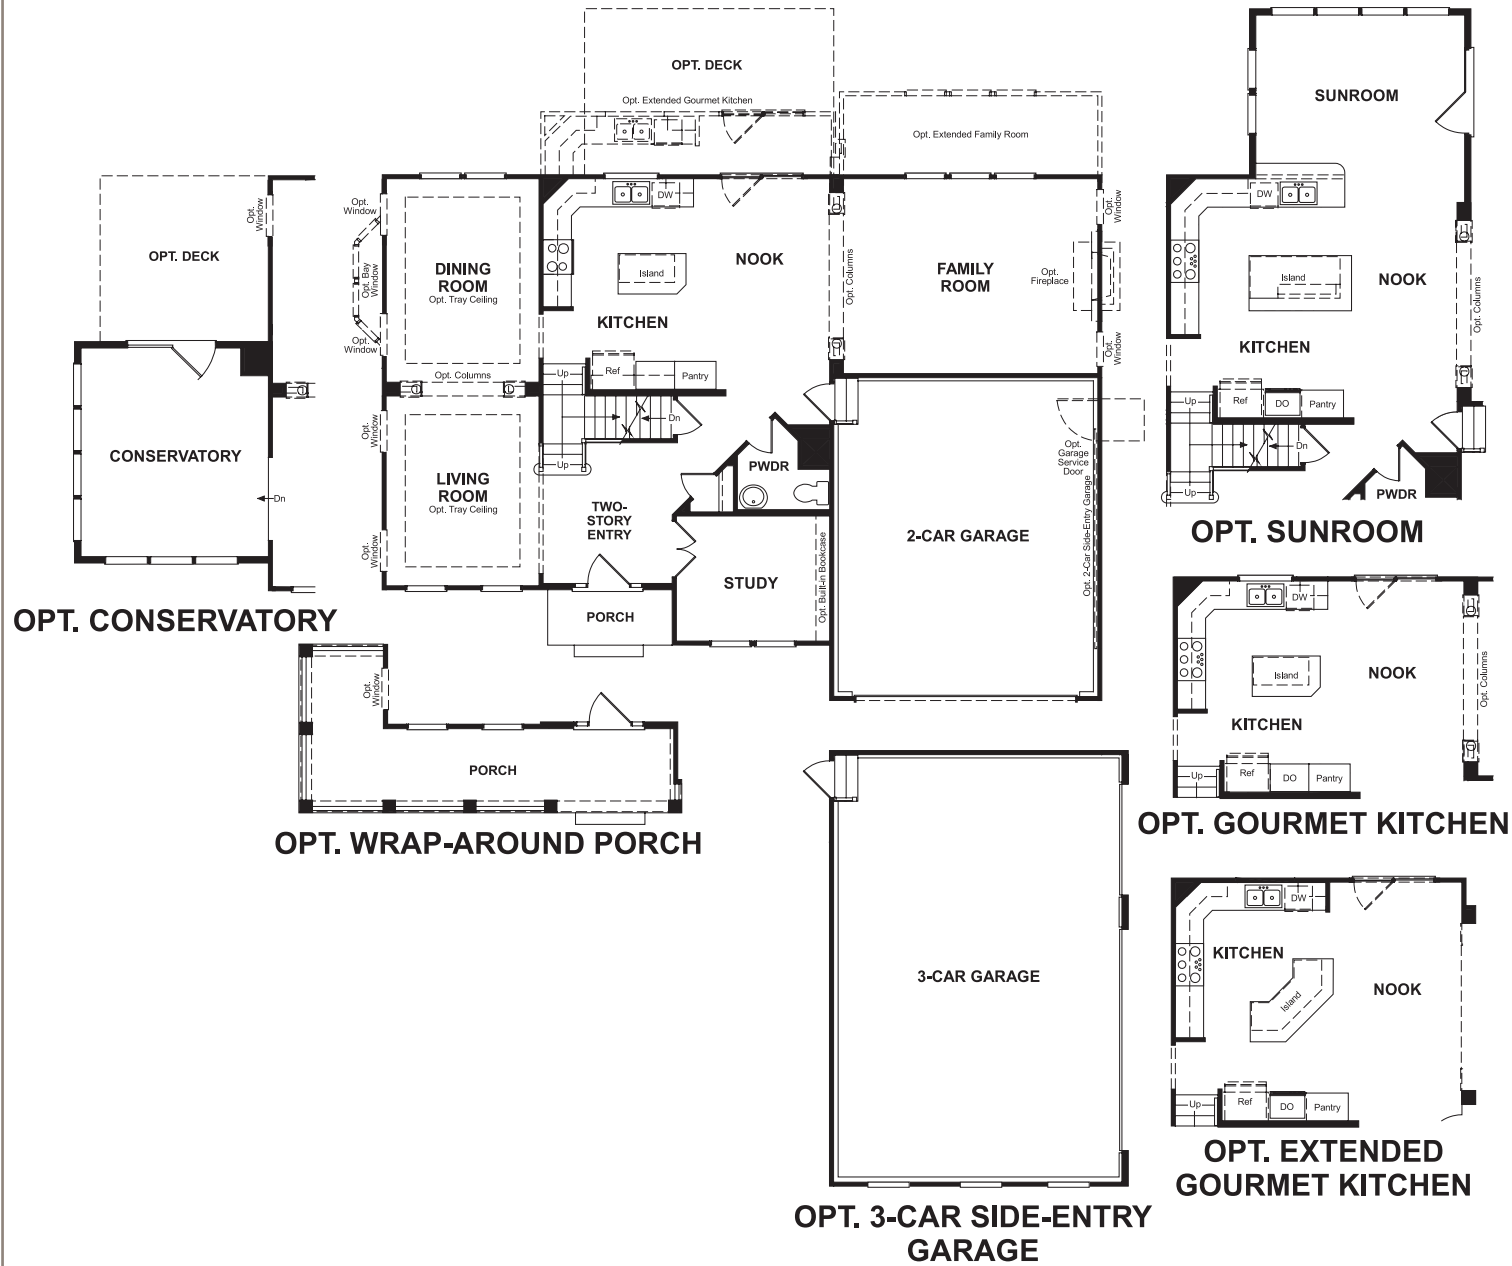 OPT. DECK
Opt. Extended Gourmet Kitchen
Opt. Extended Family Room
Opt.
Window
DW
DINING
ROOM
Opt. Tray Ceiling
Opt. Bay
Window
Opt.
Window
Island
NOOK
KITCHEN
Opt. Columns
FAMILY
ROOM
Opt.
Fireplace
Opt.
Window
Opt.
Window
Up
Ref
Pantry
Opt. Columns
Dn
Up
Opt.
Window
LIVING
ROOM
Opt. Tray Ceiling
Opt.
Window
TWO-
STORY
ENTRY
PWDR
STUDY
Opt. Built-in Bookcase
PORCH
2-CAR GARAGE
Opt.
Garage
Service
Door
Opt. 2-Car Side-Entry Garage
OPT. DECK
Opt.
Window
CONSERVATORY
Dn
OPT. CONSERVATORY
Opt.
Window
PORCH
OPT. WRAP-AROUND PORCH
3-CAR GARAGE
OPT. 3-CAR SIDE-ENTRY
GARAGE
SUNROOM
DW
Island
NOOK
Opt. Columns
KITCHEN
Up
Ref
DO
Pantry
Dn
Up
PWDR
OPT. SUNROOM
DW
Island
NOOK
Opt. Columns
KITCHEN
Up
Ref
DO
Pantry
OPT. GOURMET KITCHEN
DW
KITCHEN
Island
NOOK
Up
Ref
DO
Pantry
OPT. EXTENDED
GOURMET KITCHEN